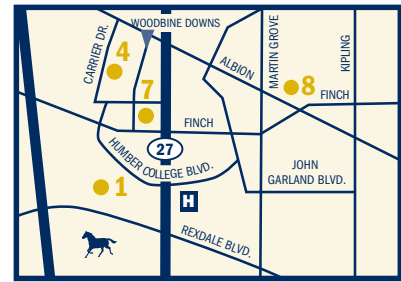 WOODBINE DOWNS
CARRIER DR.
4
ALBION
MARTIN GROVE
KIPLING
7
8
FINCH
FINCH
27
HUMBER COLLEGE BLVD.
JOHN
GARLAND BLVD.
1
H
REXDALE BLVD.